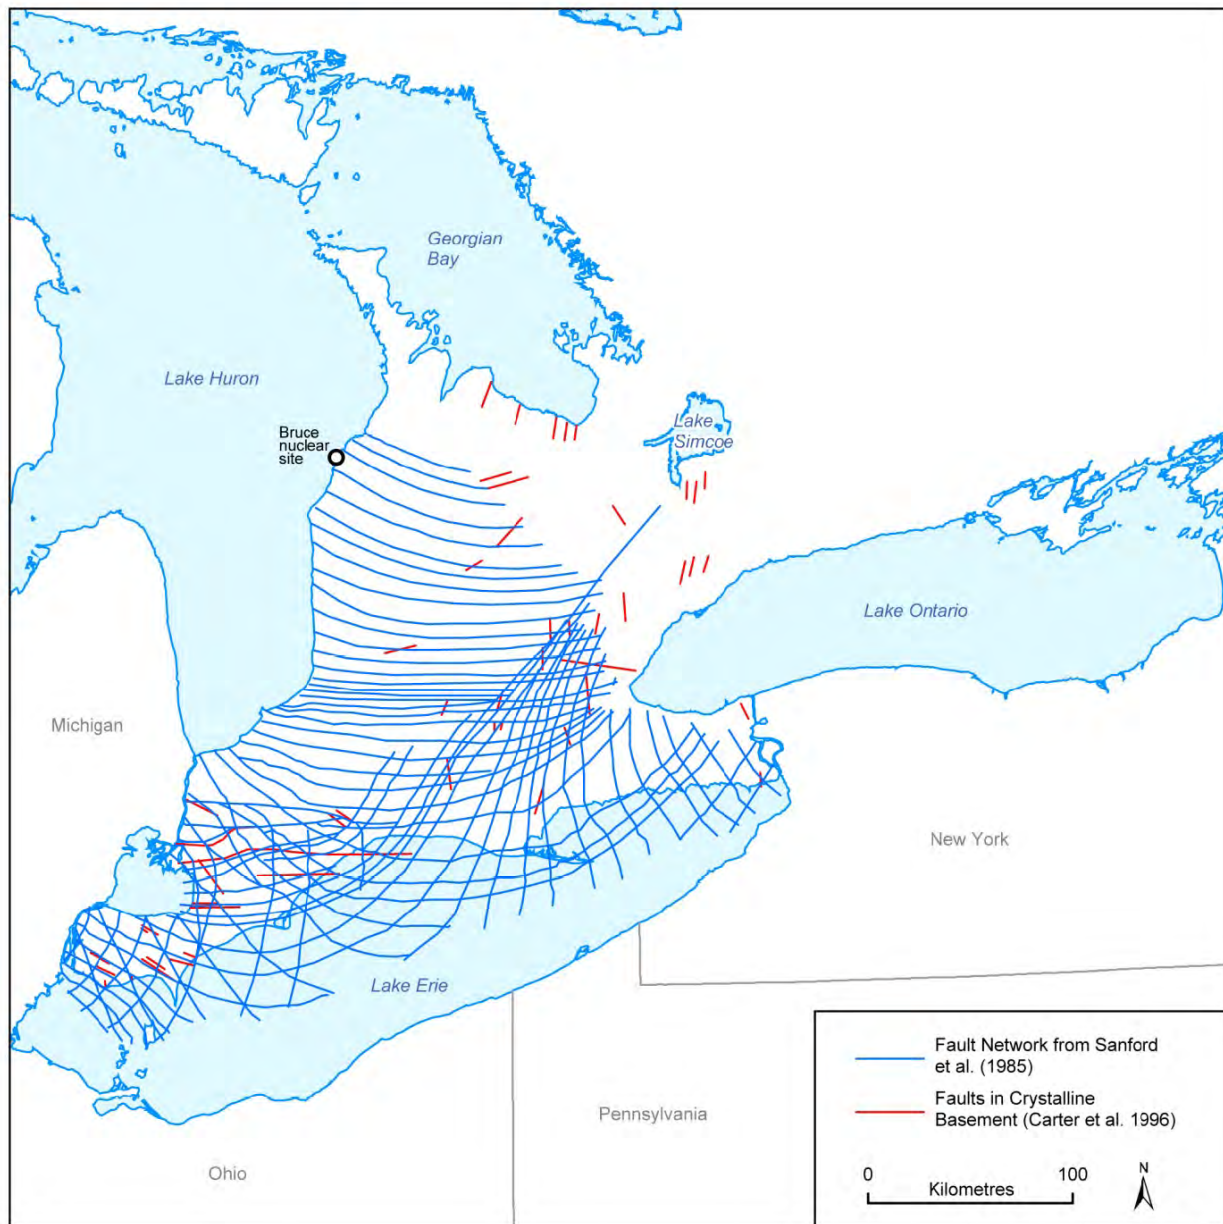 Georgian
Bay
Lake Huron
Lake
Simcoe
Bruce
nuclear
site
Lake Ontario
Michigan
New York
Lake Erie
Pennsylvania
Ohio
Fault Network from Sanford
et al. (1985)
Faults in Crystalline
Basement (Carter et al. 1996)
0
100
Kilometres
N